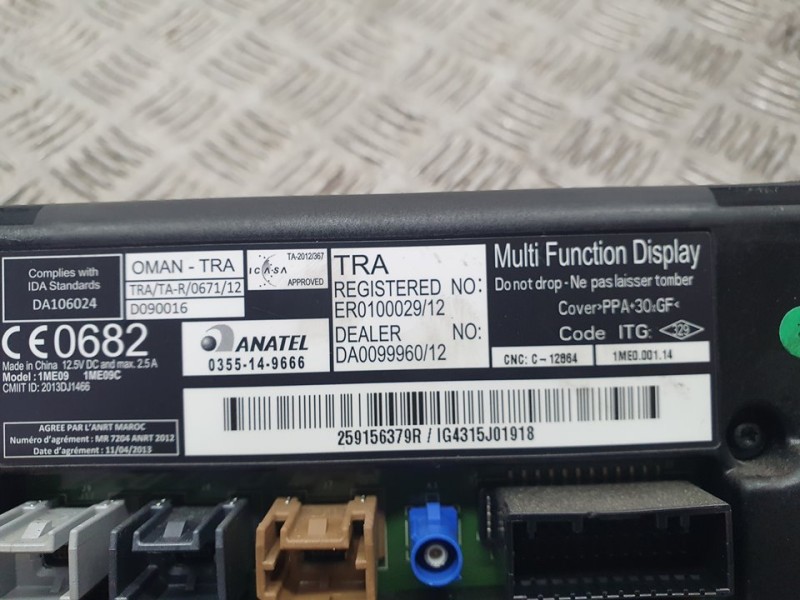 Complies with
IDA Standards
DA106024
OMAN - TRA
TRA/TA-R/0671/12
D090016
ICASA
TA-2012/367
APPROVED
TRA
REGISTERED NO:
ER0100029/12
DEALER NO:
DA0099960/12
Multi Function Display
Do not drop - Ne pas laisser tomber
Cover>PPA+30%GF<
Code ITG: 329
CNC: C-12864
1ME0.001.14
CE0682
Made in China 12.5V DC and max. 2.5 A
Model : 1ME09 1ME09C
CMIIT ID: 2013DJ1466
ANATEL
0355-14-9666
AGREE PAR L'ANRT MAROC
Numéro d'agrément : MR 7204 ANRT 2012
Date d'agrément : 11/04/2013
259156379R / IG4315J01918